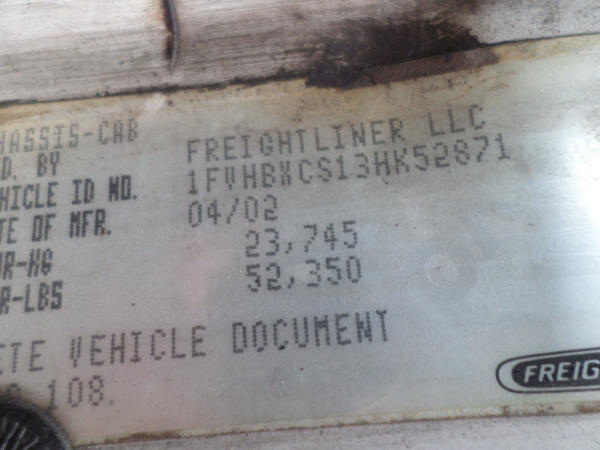 HASSIS-CAB
D. BY FREIGHTLINER LLC
HICLE ID NO. 1FVHBXCS13HK52871
TE OF MFR. 04/02
R-KG 23,745
R-LBS 52,350
ETE VEHICLE DOCUMENT
108.
FREIG